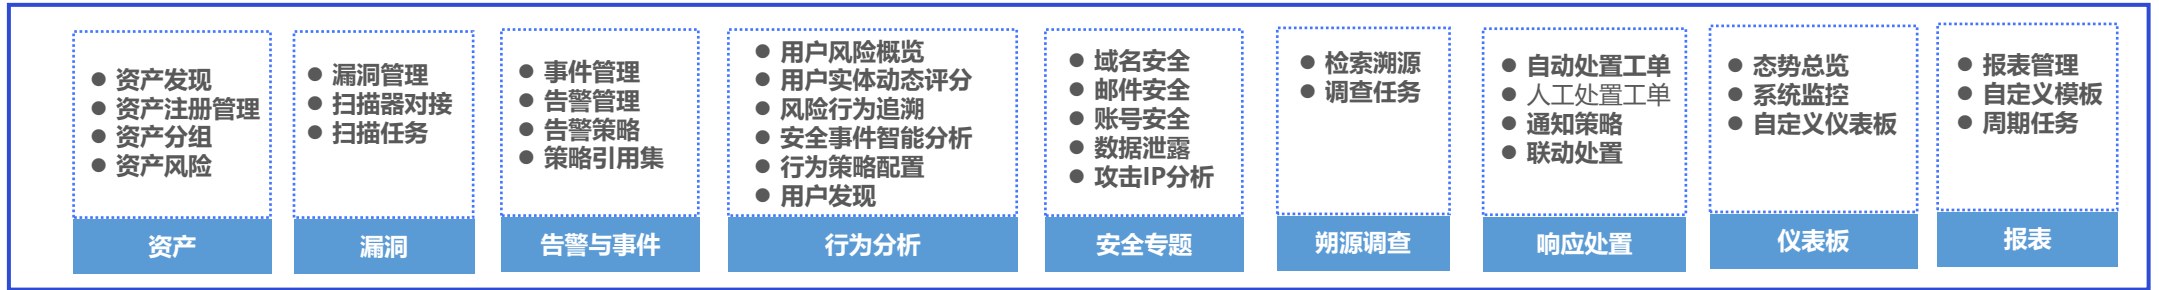 资产发现
资产注册管理
资产分组
资产风险
资产
漏洞管理
扫描器对接
扫描任务
漏洞
事件管理
告警管理
告警策略
策略引用集
告警与事件
用户风险概览
用户实体动态评分
风险行为追溯
安全事件智能分析
行为策略配置
用户发现
行为分析
域名安全
邮件安全
账号安全
数据泄露
攻击IP分析
安全专题
检索溯源
调查任务
朔源调查
自动处置工单
人工处置工单
通知策略
联动处置
响应处置
态势总览
系统监控
自定义仪表板
仪表板
报表管理
自定义模板
周期任务
报表